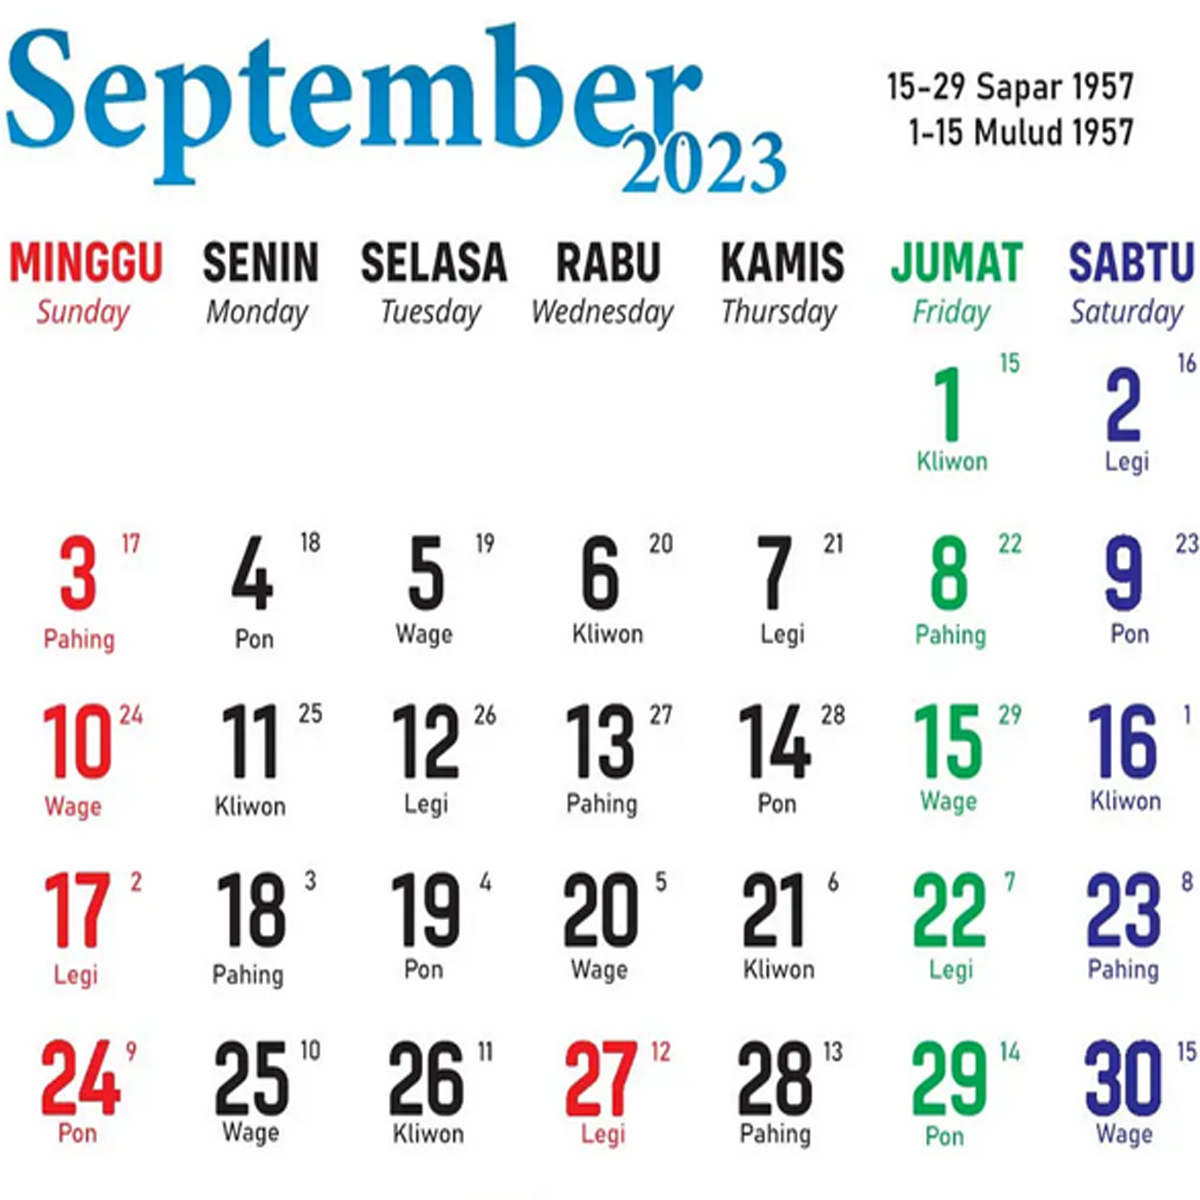 September
2023
15-29 Sapar 1957
1-15 Mulud 1957
MINGGU SENIN SELASA RABU KAMIS JUMAT SABTU
Sunday Monday Tuesday Wednesday Thursday Friday Saturday
1 15 2 16
Kliwon Legi
3 17 4 18 5 19 6 20 7 21 8 22 9 23
Pahing Pon Wage Kliwon Legi Pahing Pon
10 24 11 25 12 26 13 27 14 28 15 29 16 1
Wage Kliwon Legi Pahing Pon Wage Kliwon
17 2 18 3 19 4 20 5 21 6 22 7 23 8
Legi Pahing Pon Wage Kliwon Legi Pahing
24 9 25 10 26 11 27 12 28 13 29 14 30 15
Pon Wage Kliwon Legi Pahing Pon Wage